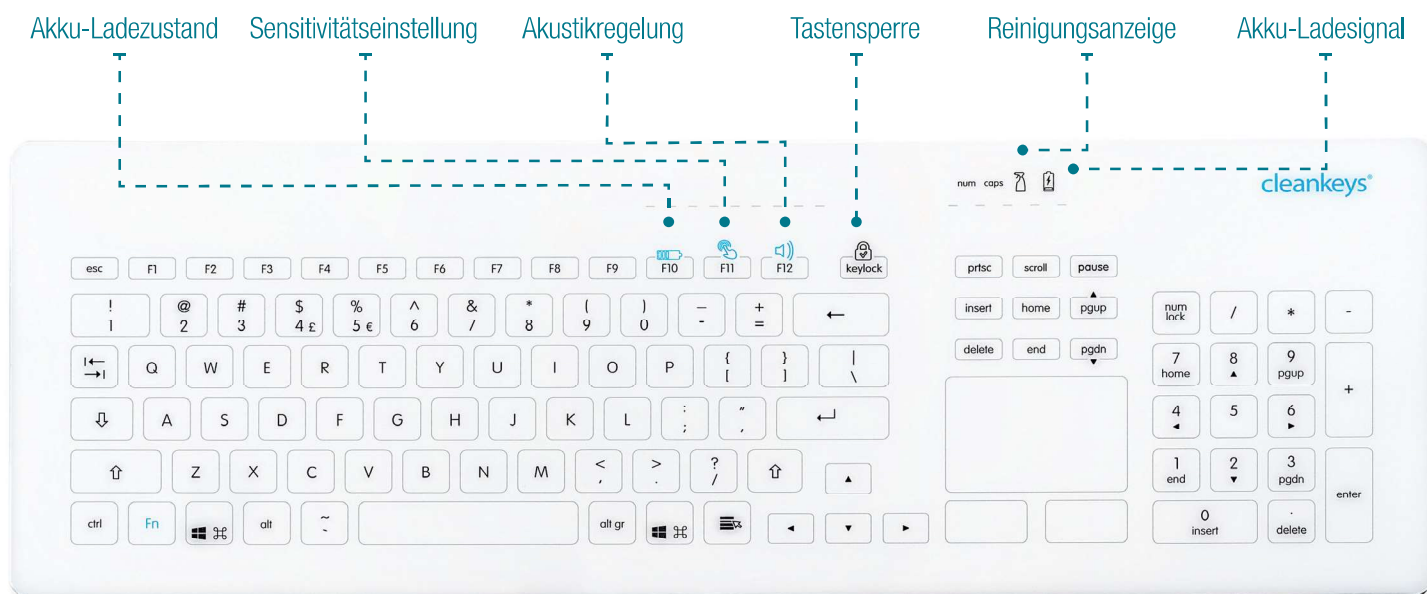 Akku-Ladezustand Sensitivitätseinstellung Akustikregelung Tastensperre Reinigungsanzeige Akku-Ladesignal
num caps
cleankeys®
esc F1 F2 F3 F4 F5 F6 F7 F8 F9 F10 F11 F12 keylock prtsc scroll pause
! @ # $ % ^ & * ( ) — +
1 2 3 4 £ 5 € 6 7 8 9 0 - = ←
insert home pgup
num lock / * -
Q W E R T Y U I O P { } |
[ ] \
delete end pgdn
7 8 9
home ▲ pgup
+
A S D F G H J K L : "
; ,
4 5 6
Z X C V B N M < > ?
, . /
1 2 3
end ▼ pgdn
enter
ctrl Fn ⌘ alt ~ alt gr ⌘
-
0 .
insert delete